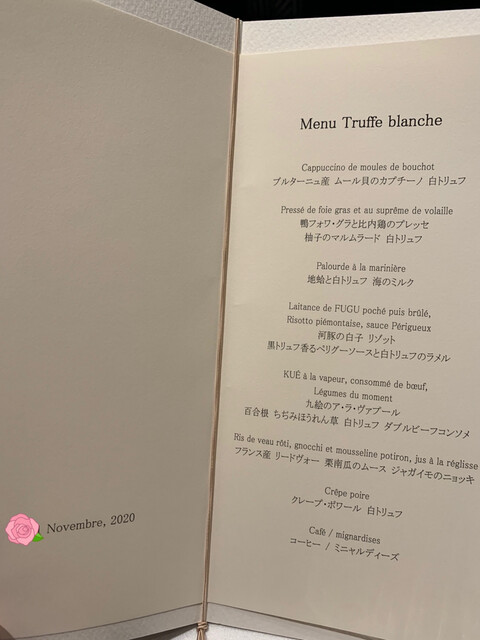 Menu Truffe blanche
Cappuccino de moules de bouchot
ブルターニュ産 ムール貝のカプチーノ 白トリュフ
Pressé de foie gras et au suprême de volaille
鴨フォワ・グラと比内鶏のプレッセ
柚子のマルムラード 白トリュフ
Palourde à la marinière
地蛤と白トリュフ 海のミルク
Laitance de FUGU poché puis brûlé,
Risotto piémontaise, sauce Périgueux
河豚の白子 リゾット
黒トリュフ香るペリグーソースと白トリュフのラメル
KUÉ à la vapeur, consommé de bœuf,
Légumes du moment
九絵のア・ラ・ヴァプール
百合根 ちぢみほうれん草 白トリュフ ダブルビーフコンソメ
Ris de veau rôti, gnocchi et mousseline potiron, jus à la réglisse
フランス産 リードヴォー 栗南瓜のムース ジャガイモのニョッキ
Crêpe poire
クレープ・ポワール 白トリュフ
Café / mignardises
コーヒー / ミニャルディーズ
Novembre, 2020